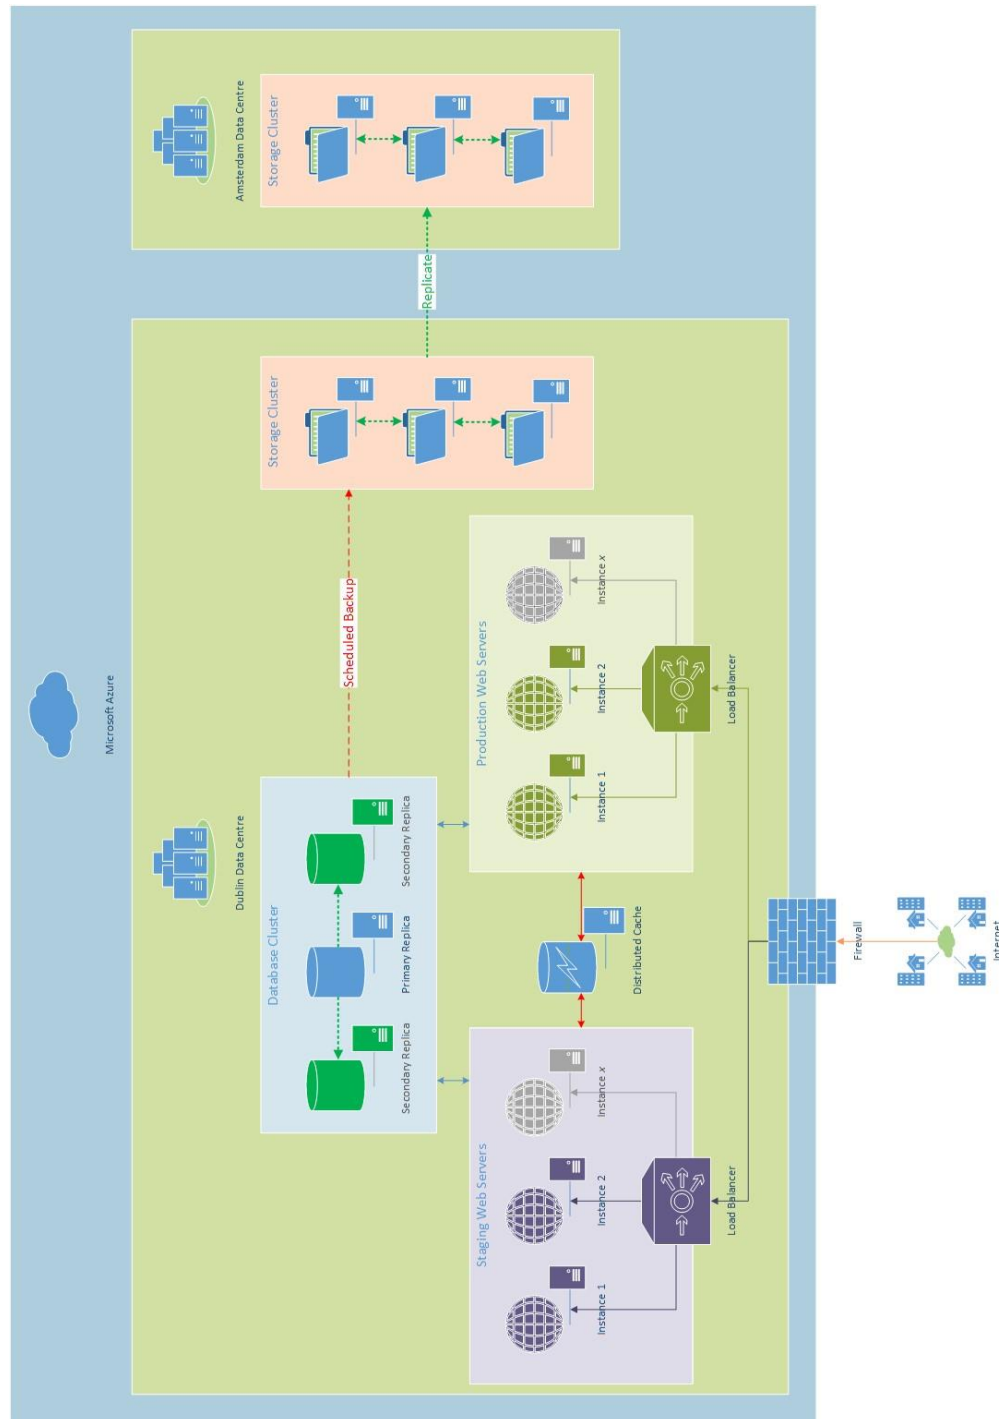 Microsoft Azure
Dublin Data Centre
Amsterdam Data Centre
Database Cluster
Secondary Replica
Primary Replica
Secondary Replica
Scheduled Backup
Storage Cluster
Replicate
Storage Cluster
Staging Web Servers
Instance 1
Instance 2
Instance x
Load Balancer
Distributed Cache
Production Web Servers
Instance 1
Instance 2
Instance x
Load Balancer
Firewall
Internet